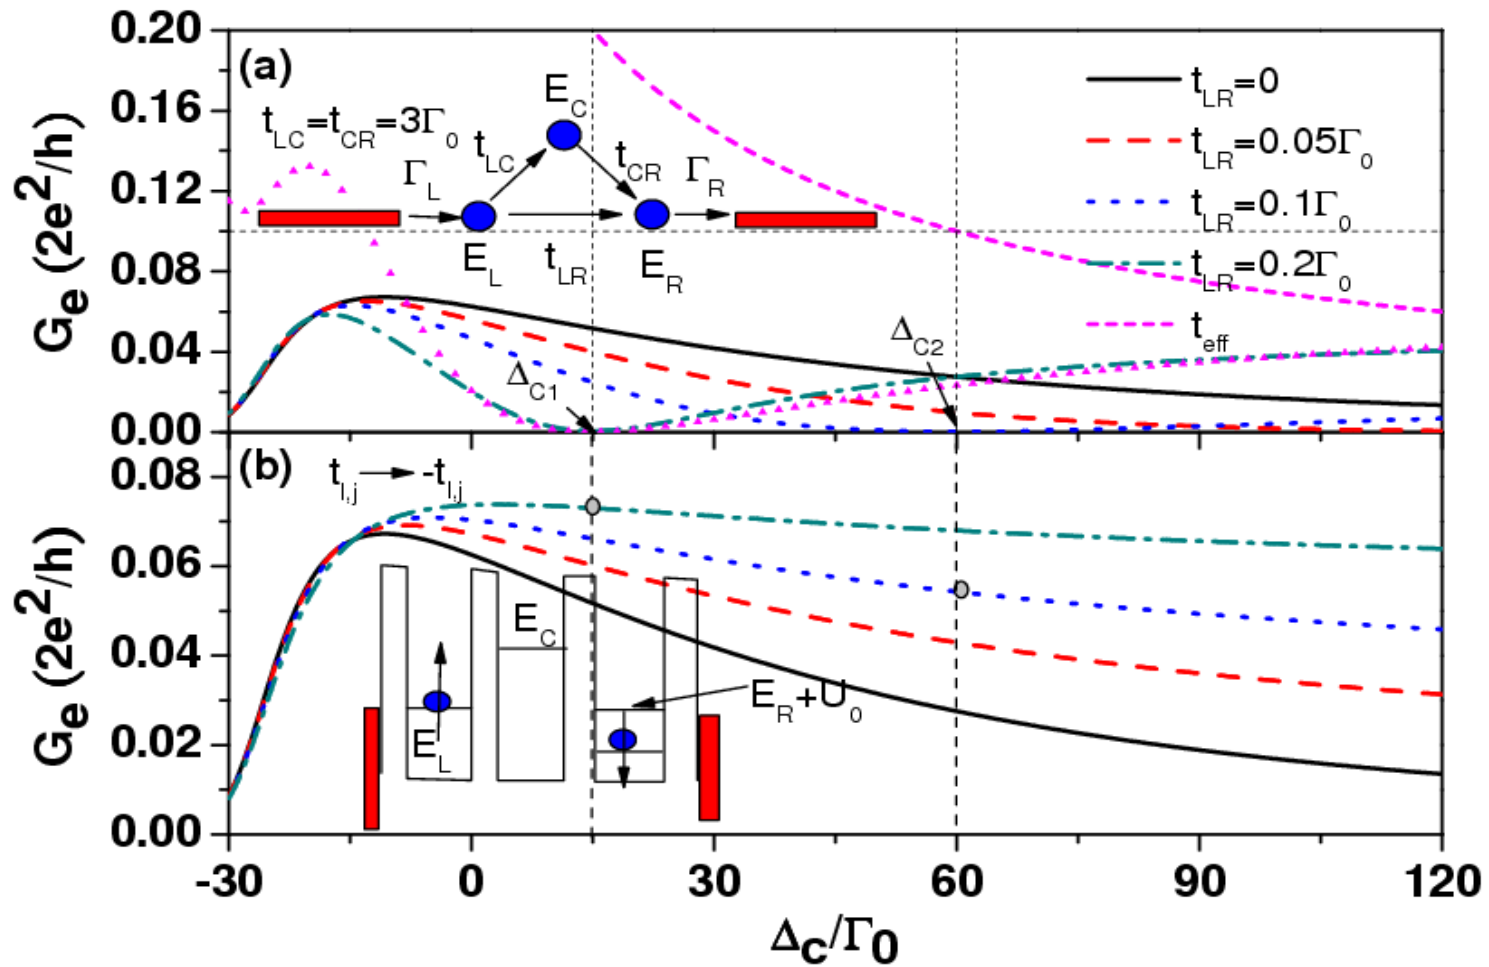 0.20
0.16
0.12
0.08
0.04
0.00
G_e (2e^2/h)
(a)
t_LC=t_CR=3Γ_0
E_C
t_LC
t_CR
Γ_L
Γ_R
E_L
t_LR
E_R
t_LR=0
t_LR=0.05Γ_0
t_LR=0.1Γ_0
t_LR=0.2Γ_0
t_eff
Δ_C1
Δ_C2
0.08
0.06
0.04
0.02
0.00
G_e (2e^2/h)
(b)
t_l,j → -t_l,j
E_C
E_L
E_R+U_0
-30 0 30 60 90 120
Δ_c/Γ_0